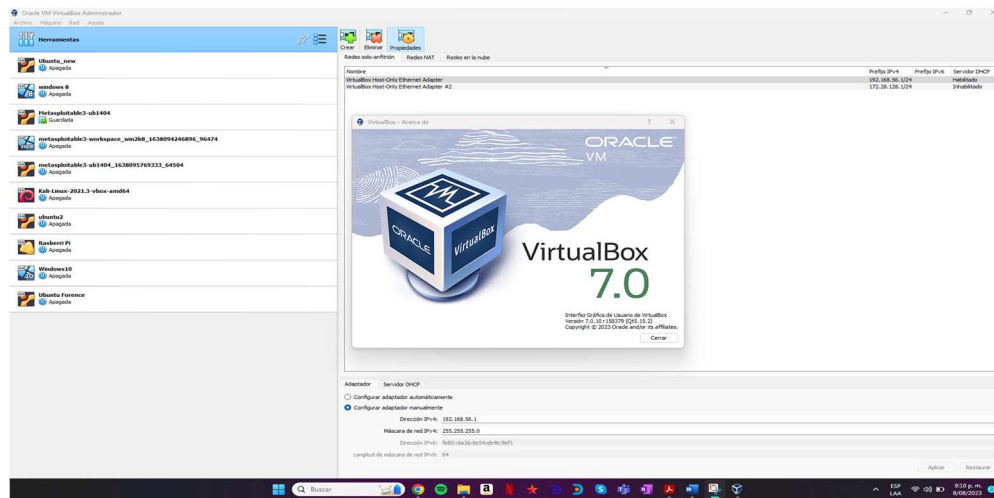 Oracle VM VirtualBox Administrador
Archivo Máquina Red Ayuda
Herramientas
Ubuntu_new
Apagada
windows 8
Apagada
Metasploitable3-ub1404
Guardada
metasploitable3-workspace_win2k8_1638094246896_96474
Apagada
metasploitable3-ub1404_1638095769333_64504
Apagada
Kali-Linux-2021.3-vbox-amd64
Apagada
ubuntu2
Apagada
Rasberri Pi
Apagada
Windows10
Apagada
Ubuntu Forence
Apagada
Crear Eliminar Propiedades
Redes solo-anfitrión Redes NAT Redes en la nube
Nombre Prefijo IPv4 Prefijo IPv6 Servidor DHCP
VirtualBox Host-Only Ethernet Adapter 192.168.56.1/24 Habilitado
VirtualBox Host-Only Ethernet Adapter #2 172.28.128.1/24 Inhabilitado
VirtualBox - Acerca de
ORACLE
VM
ORACLE
VirtualBox
VirtualBox
7.0
Interfaz Gráfica de Usuario de VirtualBox
Versión 7.0.10 r158379 (Qt5.15.2)
Copyright © 2023 Oracle and/or its affiliates.
Cerrar
Adaptador Servidor DHCP
Configurar adaptador automáticamente
Configurar adaptador manualmente
Dirección IPv4: 192.168.56.1
Máscara de red IPv4: 255.255.255.0
Dirección IPv6:
Longitud de máscara de red IPv6: 64
Aplicar Restaurar
Buscar
ESP
LAA
9:10 p. m.
8/08/2023